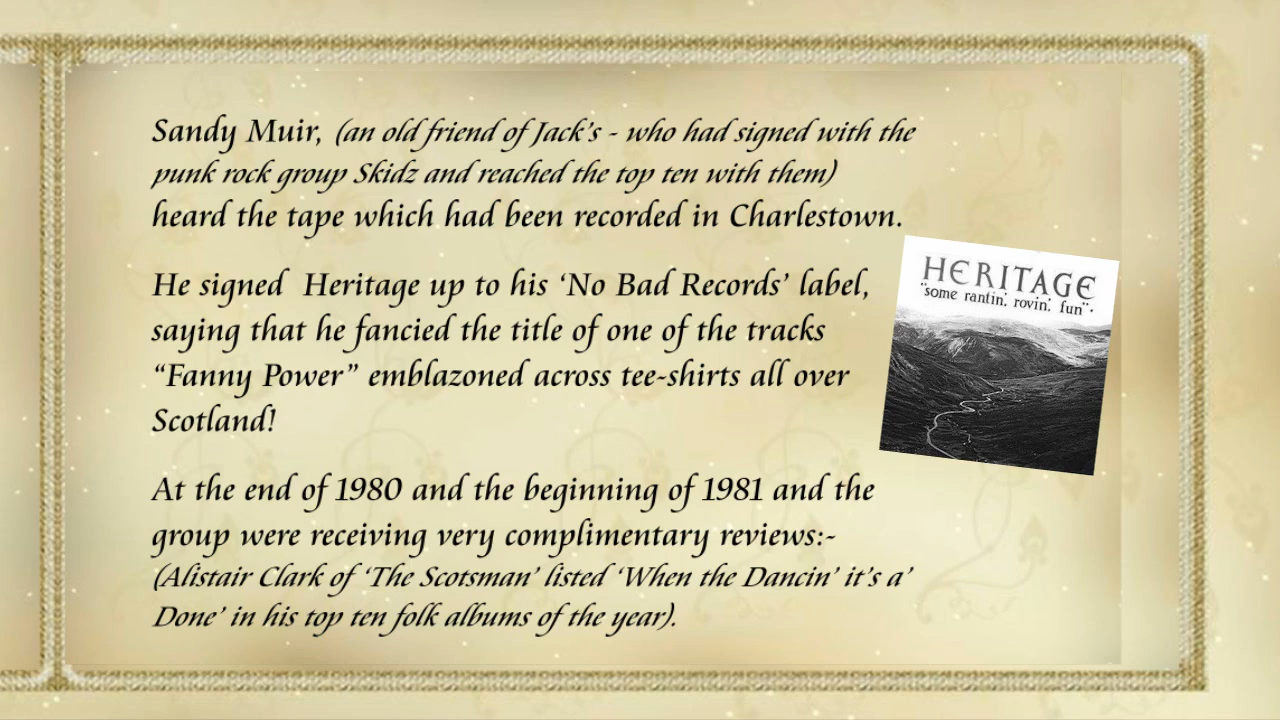 Sandy Muir, (an old friend of Jack's - who had signed with the
punk rock group Skidz and reached the top ten with them)
heard the tape which had been recorded in Charlestown.
He signed Heritage up to his ‘No Bad Records’ label,
saying that he fancied the title of one of the tracks
“Fanny Power” emblazoned across tee-shirts all over
Scotland!
HERITAGE
"some rantin', rovin', fun".
At the end of 1980 and the beginning of 1981 and the
group were receiving very complimentary reviews:-
(Alistair Clark of ‘The Scotsman’ listed ‘When the Dancin’ it’s a’
Done’ in his top ten folk albums of the year).